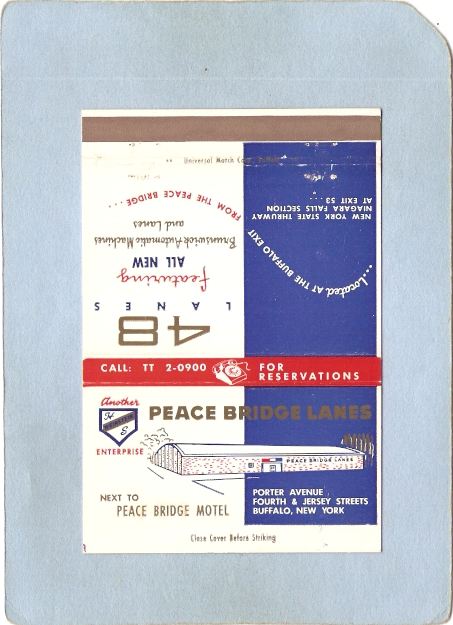 Universal Match Corp., Buffalo
...Located AT THE BUFFALO EXIT
FROM THE PEACE BRIDGE...
NEW YORK STATE THRUWAY
NIAGARA FALLS SECTION
AT EXIT 53 . . .
featuring
ALL NEW
Brunswick Automatic Machines
and Lanes
48
LANES
CALL: TT 2-0900
FOR
RESERVATIONS
Another
H
S
ENTERPRISE
PEACE BRIDGE LANES
PEACE BRIDGE LANES
NEXT TO
PEACE BRIDGE MOTEL
PORTER AVENUE
FOURTH & JERSEY STREETS
BUFFALO, NEW YORK
Close Cover Before Striking